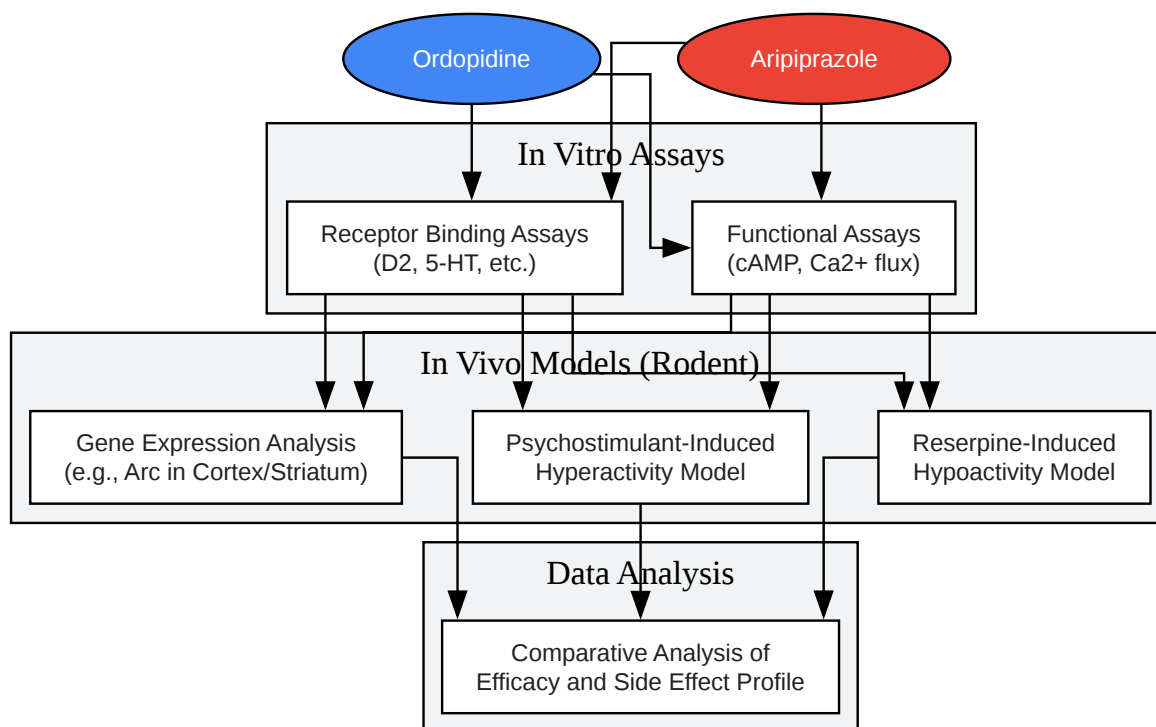 Ordopidine
Aripiprazole
In Vitro Assays
Receptor Binding Assays
(D2, 5-HT, etc.)
Functional Assays
(cAMP, Ca2+ flux)
In Vivo Models (Rodent)
Gene Expression Analysis
(e.g., Arc in Cortex/Striatum)
Psychostimulant-Induced
Hyperactivity Model
Reserpine-Induced
Hypoactivity Model
Data Analysis
Comparative Analysis of
Efficacy and Side Effect Profile